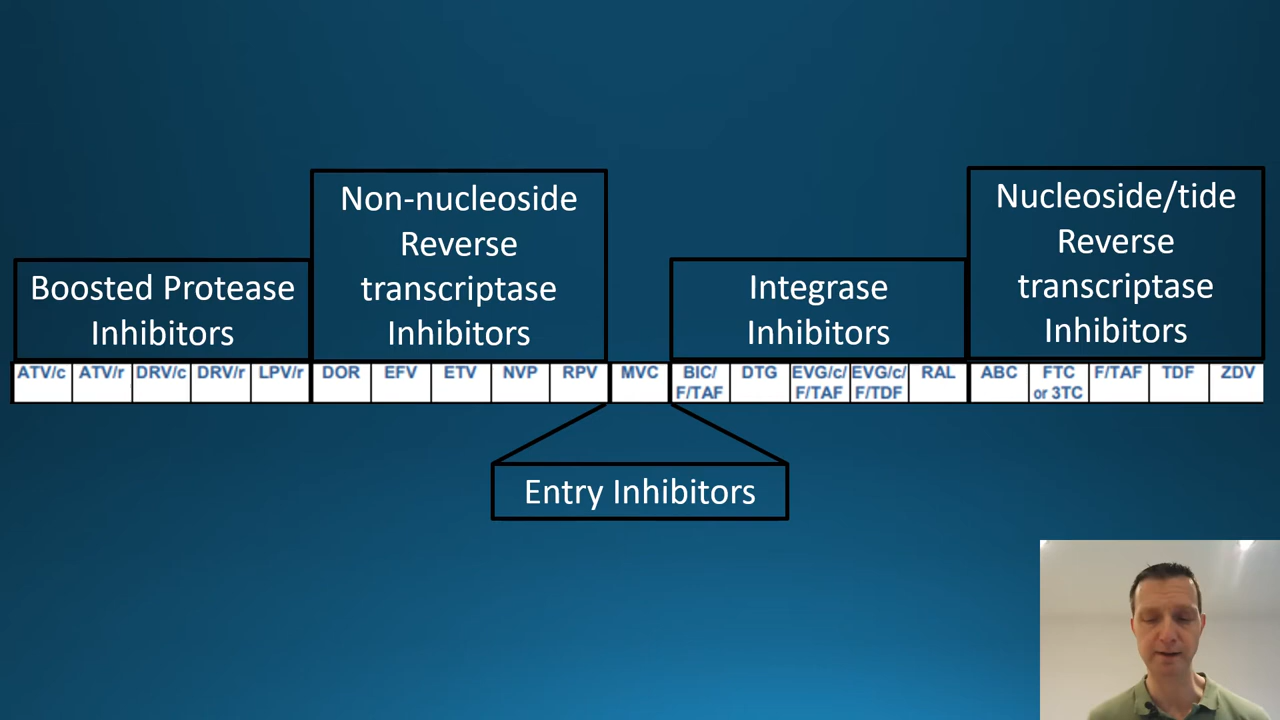 Boosted Protease
Inhibitors
Non-nucleoside
Reverse
transcriptase
Inhibitors
Integrase
Inhibitors
Nucleoside/tide
Reverse
transcriptase
Inhibitors
ATV/c ATV/r DRV/c DRV/r LPV/r DOR EFV ETV NVP RPV MVC BIC/ DTG EVG/c/ EVG/c/ RAL ABC FTC F/TAF TDF ZDV
F/TAF F/TAF F/TDF or 3TC
Entry Inhibitors